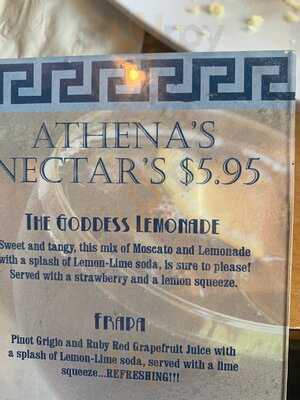 ATHENA'S
NECTAR'S $5.95
THE GODDESS LEMONADE
Sweet and tangy, this mix of Moscato and Lemonade
with a splash of Lemon-Lime soda, is sure to please!
Served with a strawberry and a lemon squeeze.
FRAPA
Pinot Grigio and Ruby Red Grapefruit Juice with
a splash of Lemon-Lime soda, served with a lime
squeeze...REFRESHING!!!